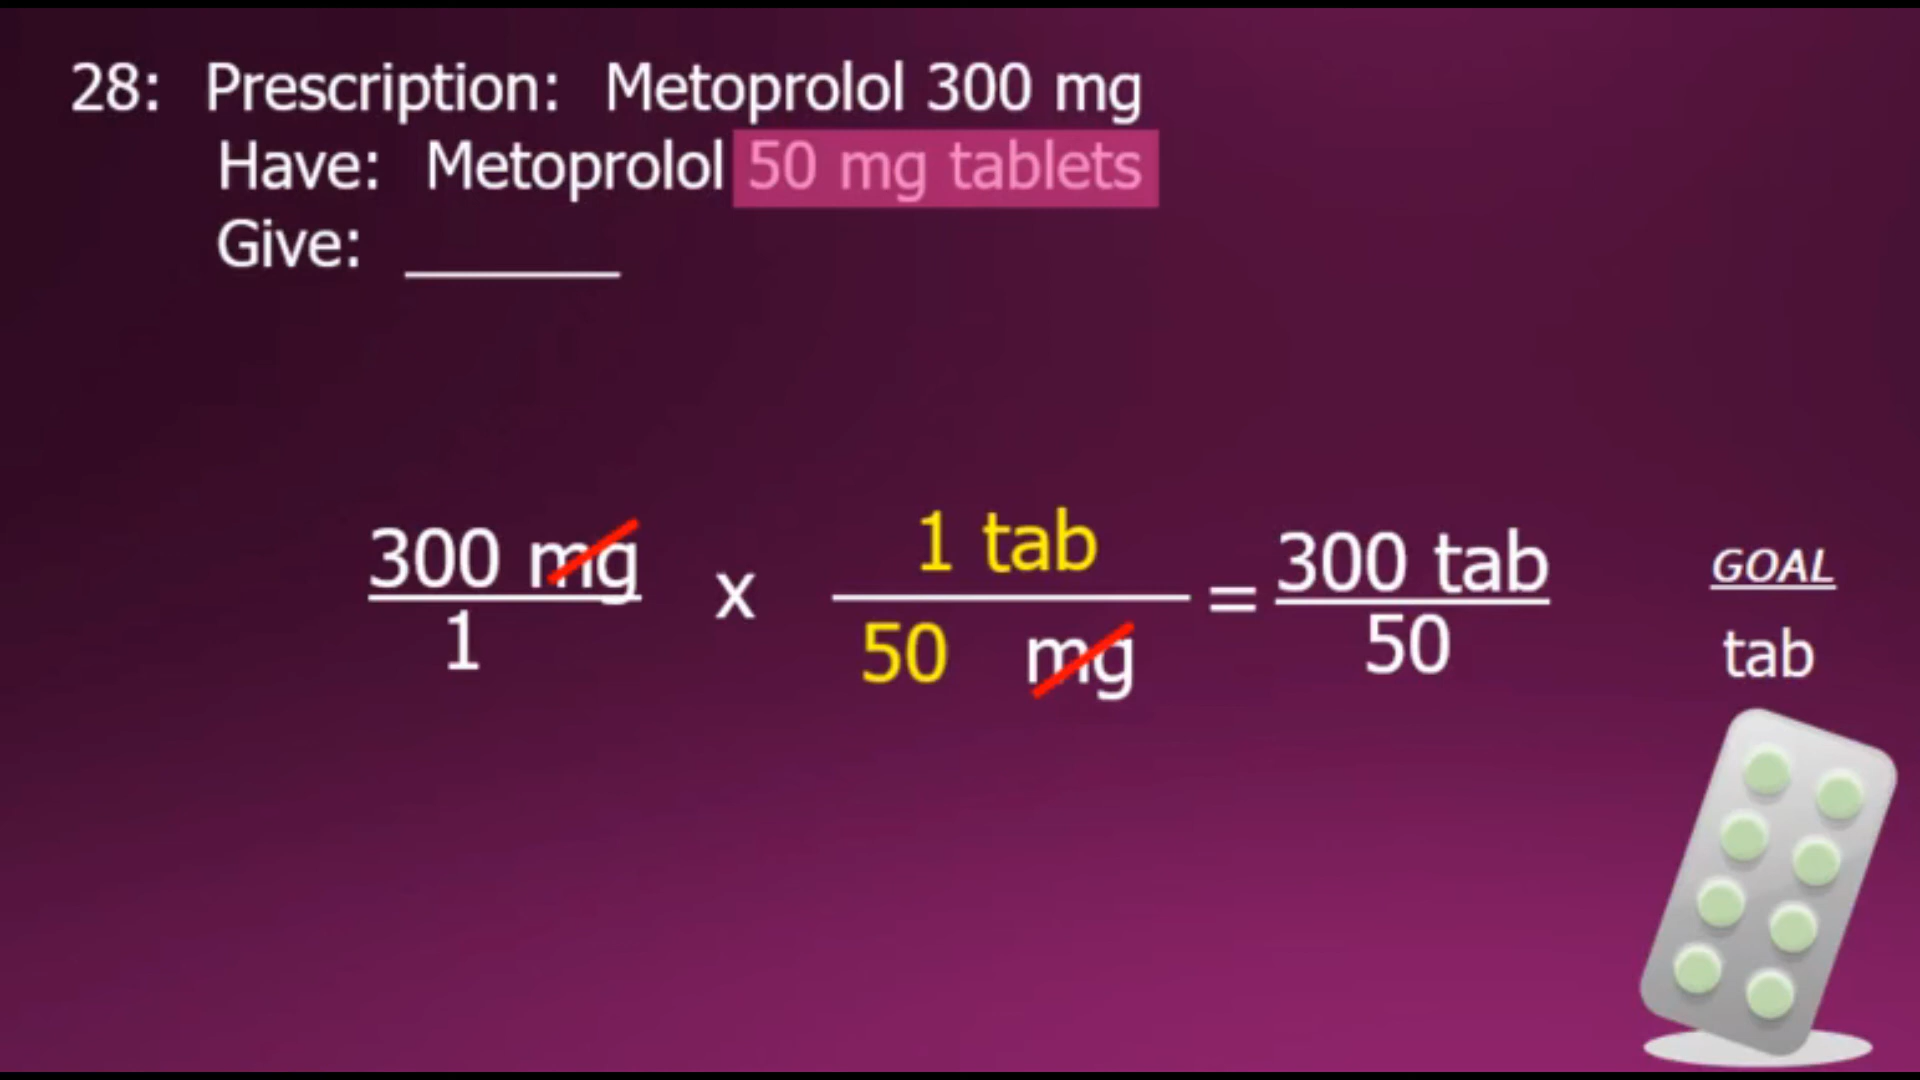 28: Prescription: Metoprolol 300 mg
Have: Metoprolol 50 mg tablets
Give: ______
300 mg x 1 tab = 300 tab GOAL
1 50 mg 50 tab